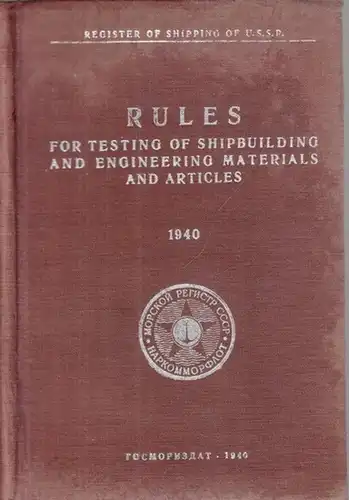 REGISTER OF SHIPPING OF U.S.S.R.
RULES
FOR TESTING OF SHIPBUILDING
AND ENGINEERING MATERIALS
AND ARTICLES
1940
МОРСКОЙ РЕГИСТР СССР
НАРКОММОРФЛОТ
ГОСМОРИЗДАТ - 1940